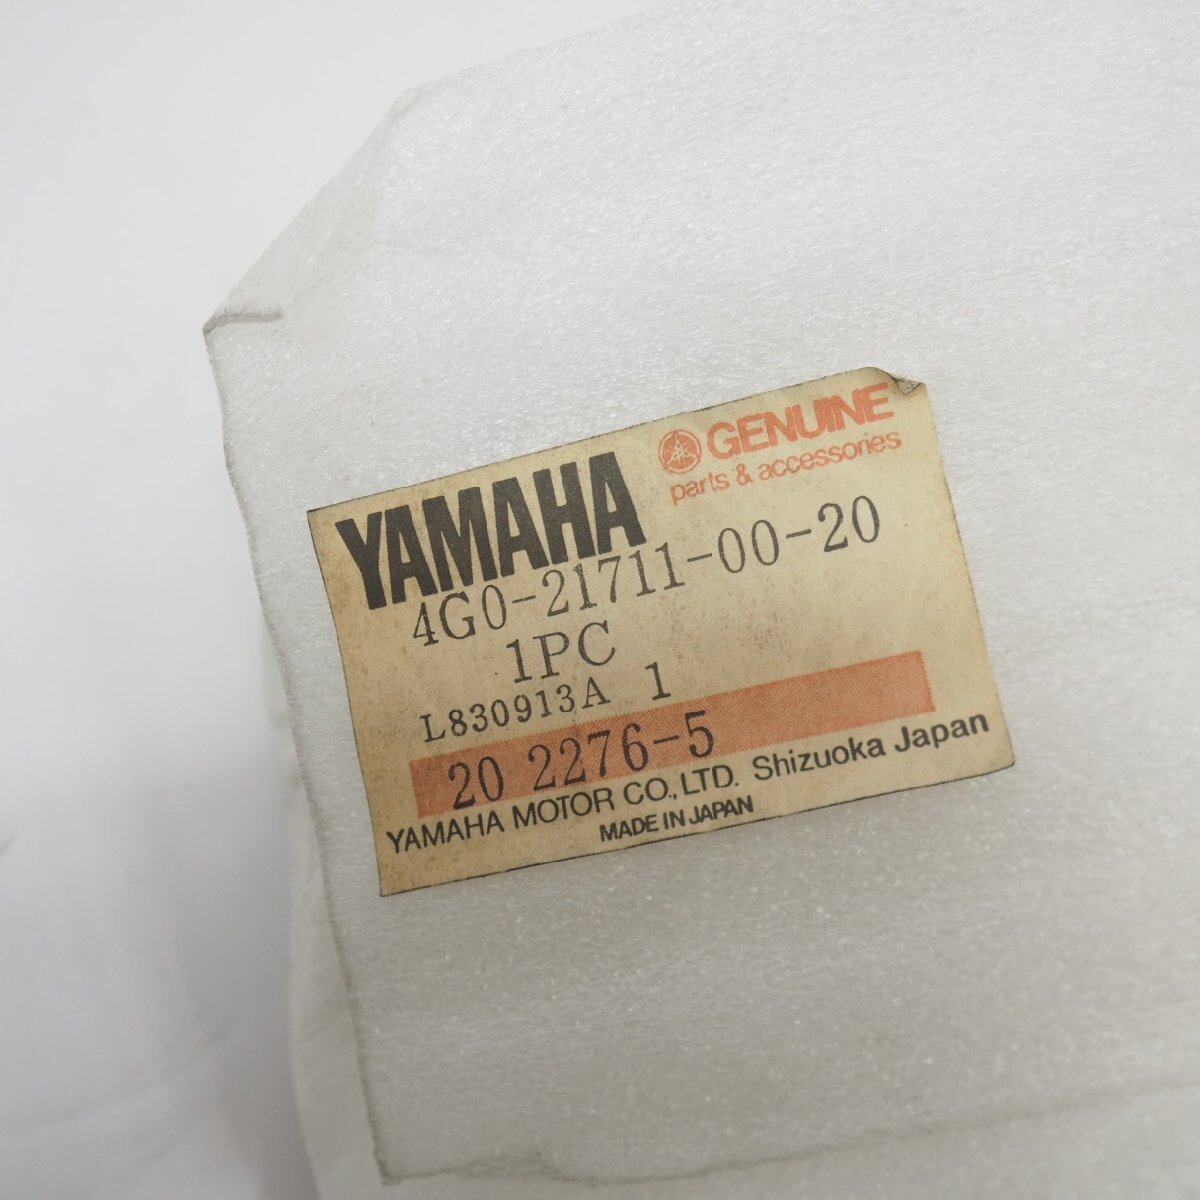 GENUINE
parts & accessories
YAMAHA
4G0-21711-00-20
1PC
L830913A 1
20 2276-5
YAMAHA MOTOR CO., LTD. Shizuoka Japan
MADE IN JAPAN